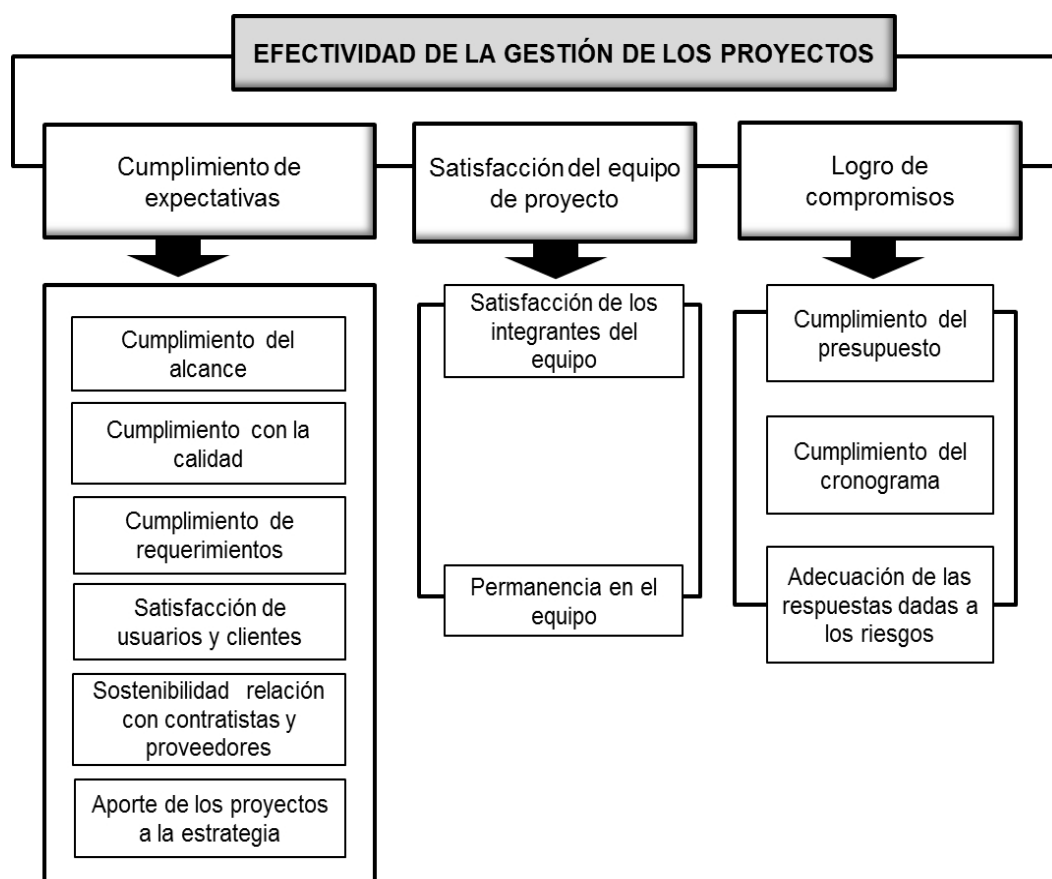 EFECTIVIDAD DE LA GESTIÓN DE LOS PROYECTOS
Cumplimiento de
expectativas
Satisfacción del equipo
de proyecto
Logro de
compromisos
Cumplimiento del
alcance
Cumplimiento con la
calidad
Cumplimiento de
requerimientos
Satisfacción de
usuarios y clientes
Sostenibilidad relación
con contratistas y
proveedores
Aporte de los proyectos
a la estrategia
Satisfacción de los
integrantes del
equipo
Permanencia en el
equipo
Cumplimiento del
presupuesto
Cumplimiento del
cronograma
Adecuación de las
respuestas dadas a
los riesgos